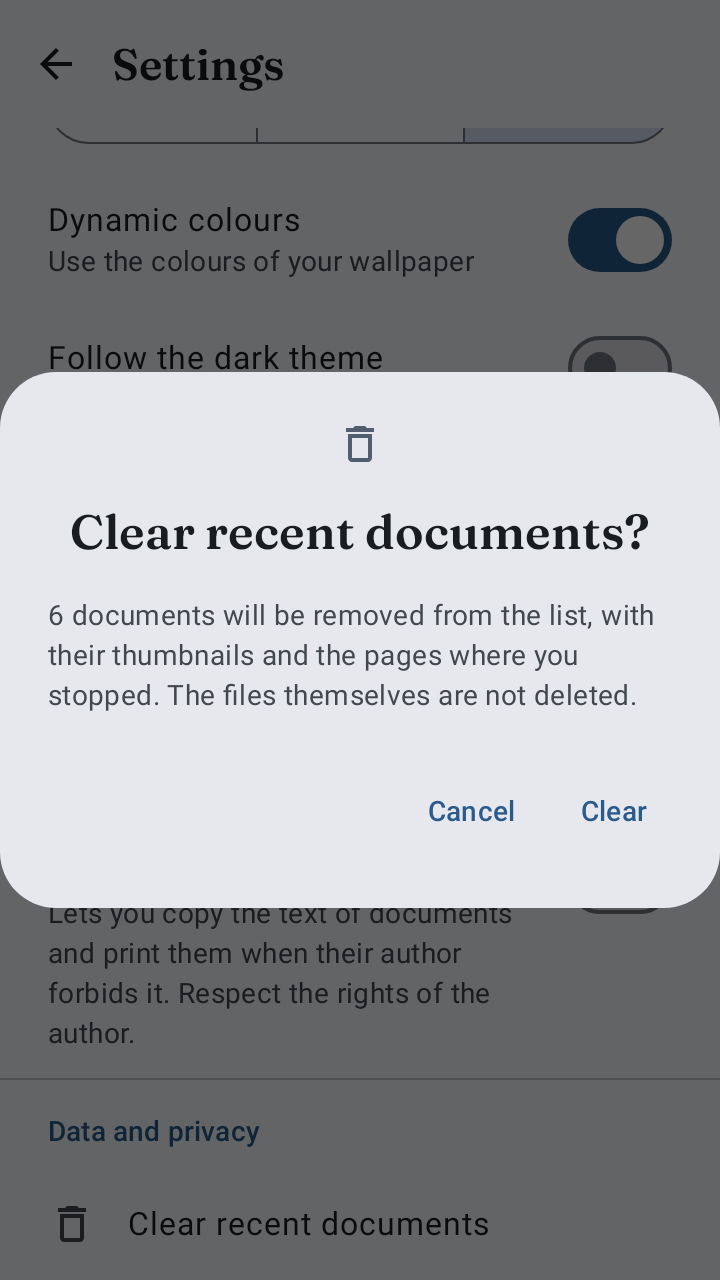 Settings
Dynamic colours
Use the colours of your wallpaper
Follow the dark theme
Clear recent documents?
6 documents will be removed from the list, with
their thumbnails and the pages where you
stopped. The files themselves are not deleted.
Cancel
Clear
Lets you copy the text of documents
and print them when their author
forbids it. Respect the rights of the
author.
Data and privacy
Clear recent documents